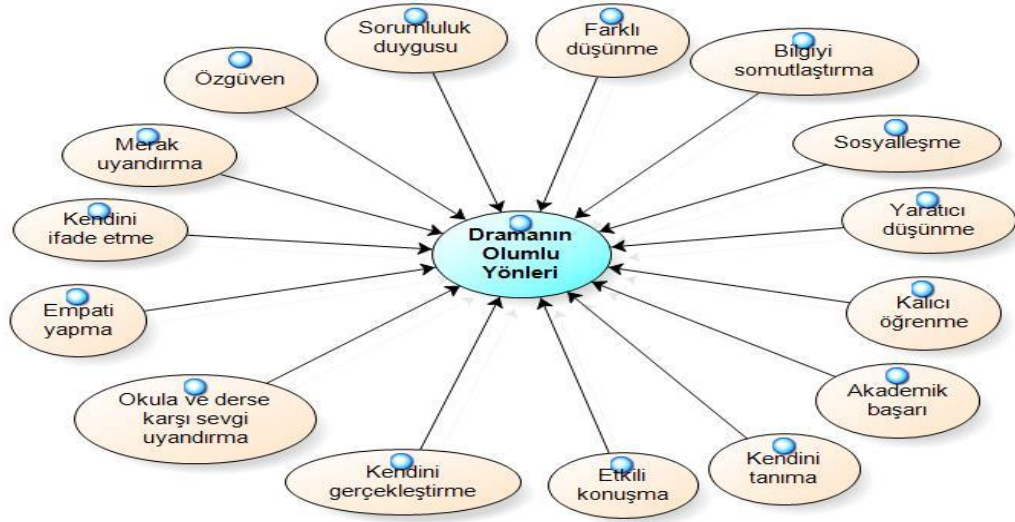 Sorumluluk
duygusu
Farklı
düşünme
Bilgiyi
somutlaştırma
Özgüven
Merak
uyandırma
Sosyalleşme
Kendini
ifade etme
Yaratıcı
düşünme
Dramanın
Olumlu
Yönleri
Empati
yapma
Kalıcı
öğrenme
Okula ve derse
karşı sevgi
uyandırma
Akademik
başarı
Kendini
gerçekleştirme
Etkili
konuşma
Kendini
tanıma